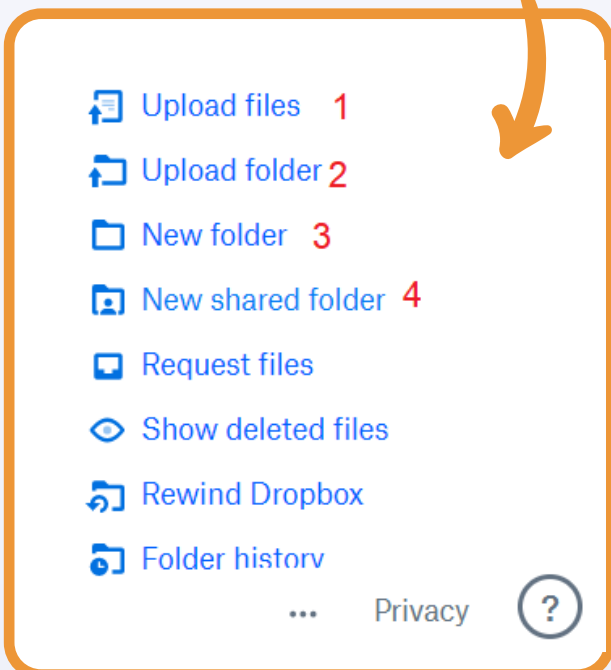 Upload files 1
Upload folder 2
New folder 3
New shared folder 4
Request files
Show deleted files
Rewind Dropbox
Folder history
... Privacy ?